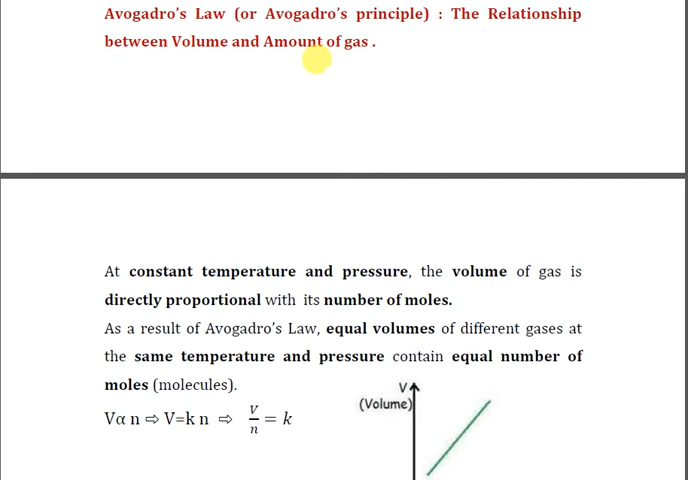 Avogadro's Law (or Avogadro's principle) : The Relationship
between Volume and Amount of gas .
At constant temperature and pressure, the volume of gas is
directly proportional with its number of moles.
As a result of Avogadro's Law, equal volumes of different gases at
the same temperature and pressure contain equal number of
moles (molecules).
Vα n ⇨ V=k n ⇨ V/n = k
V
(Volume)